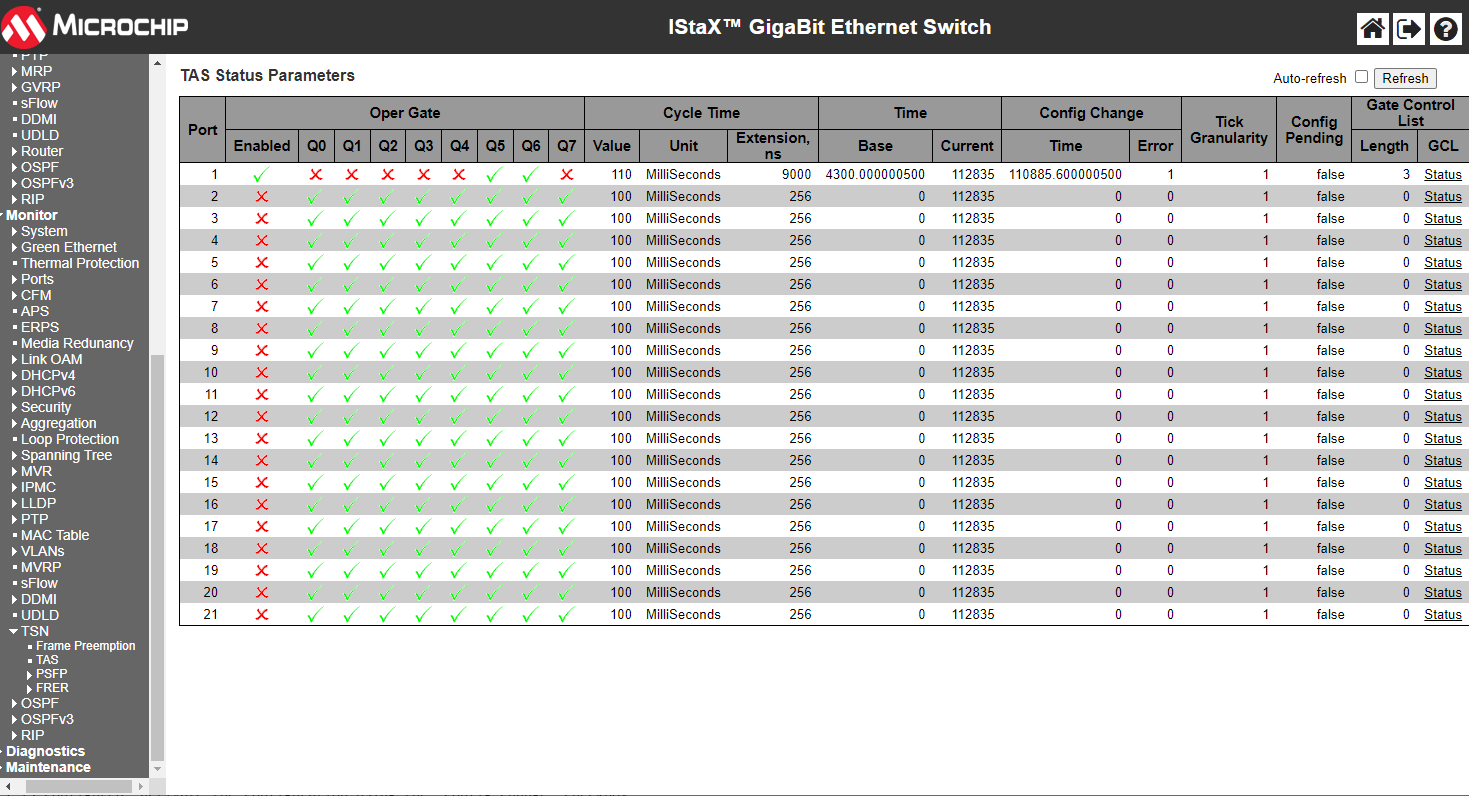 MICROCHIP
IStaX™ GigaBit Ethernet Switch
PTP
MRP
GVRP
sFlow
DDMI
UDLD
Router
OSPF
OSPFv3
RIP
Monitor
System
Green Ethernet
Thermal Protection
Ports
CFM
APS
ERPS
Media Redunancy
Link OAM
DHCPv4
DHCPv6
Security
Aggregation
Loop Protection
Spanning Tree
MVR
IPMC
LLDP
PTP
MAC Table
VLANs
MVRP
sFlow
DDMI
UDLD
TSN
Frame Preemption
TAS
PSFP
FRER
OSPF
OSPFv3
RIP
Diagnostics
Maintenance
TAS Status Parameters
Auto-refresh Refresh
Port Oper Gate Cycle Time Time Config Change Tick Granularity Config Pending Gate Control List
Enabled Q0 Q1 Q2 Q3 Q4 Q5 Q6 Q7 Value Unit Extension, ns Base Current Time Error Length GCL
1 110 MilliSeconds 9000 4300.000000500 112835 110885.600000500 1 1 false 3 Status
2 100 MilliSeconds 256 0 112835 0 0 1 false 0 Status
3 100 MilliSeconds 256 0 112835 0 0 1 false 0 Status
4 100 MilliSeconds 256 0 112835 0 0 1 false 0 Status
5 100 MilliSeconds 256 0 112835 0 0 1 false 0 Status
6 100 MilliSeconds 256 0 112835 0 0 1 false 0 Status
7 100 MilliSeconds 256 0 112835 0 0 1 false 0 Status
8 100 MilliSeconds 256 0 112835 0 0 1 false 0 Status
9 100 MilliSeconds 256 0 112835 0 0 1 false 0 Status
10 100 MilliSeconds 256 0 112835 0 0 1 false 0 Status
11 100 MilliSeconds 256 0 112835 0 0 1 false 0 Status
12 100 MilliSeconds 256 0 112835 0 0 1 false 0 Status
13 100 MilliSeconds 256 0 112835 0 0 1 false 0 Status
14 100 MilliSeconds 256 0 112835 0 0 1 false 0 Status
15 100 MilliSeconds 256 0 112835 0 0 1 false 0 Status
16 100 MilliSeconds 256 0 112835 0 0 1 false 0 Status
17 100 MilliSeconds 256 0 112835 0 0 1 false 0 Status
18 100 MilliSeconds 256 0 112835 0 0 1 false 0 Status
19 100 MilliSeconds 256 0 112835 0 0 1 false 0 Status
20 100 MilliSeconds 256 0 112835 0 0 1 false 0 Status
21 100 MilliSeconds 256 0 112835 0 0 1 false 0 Status